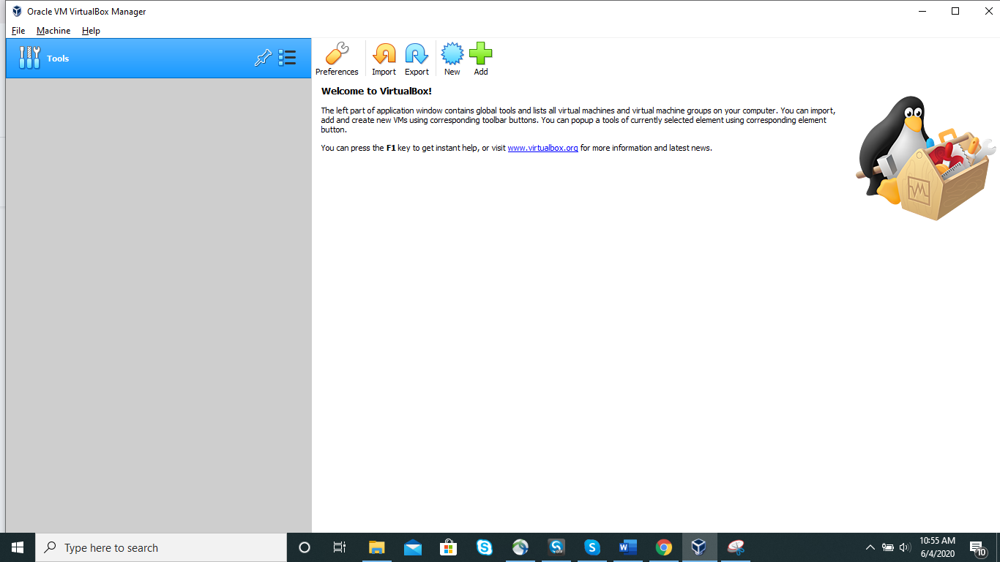 Oracle VM VirtualBox Manager
File Machine Help
Tools
Preferences Import Export New Add
Welcome to VirtualBox!
The left part of application window contains global tools and lists all virtual machines and virtual machine groups on your computer. You can import,
add and create new VMs using corresponding toolbar buttons. You can popup a tools of currently selected element using corresponding element
button.
You can press the F1 key to get instant help, or visit www.virtualbox.org for more information and latest news.
Type here to search
10:55 AM
6/4/2020
10